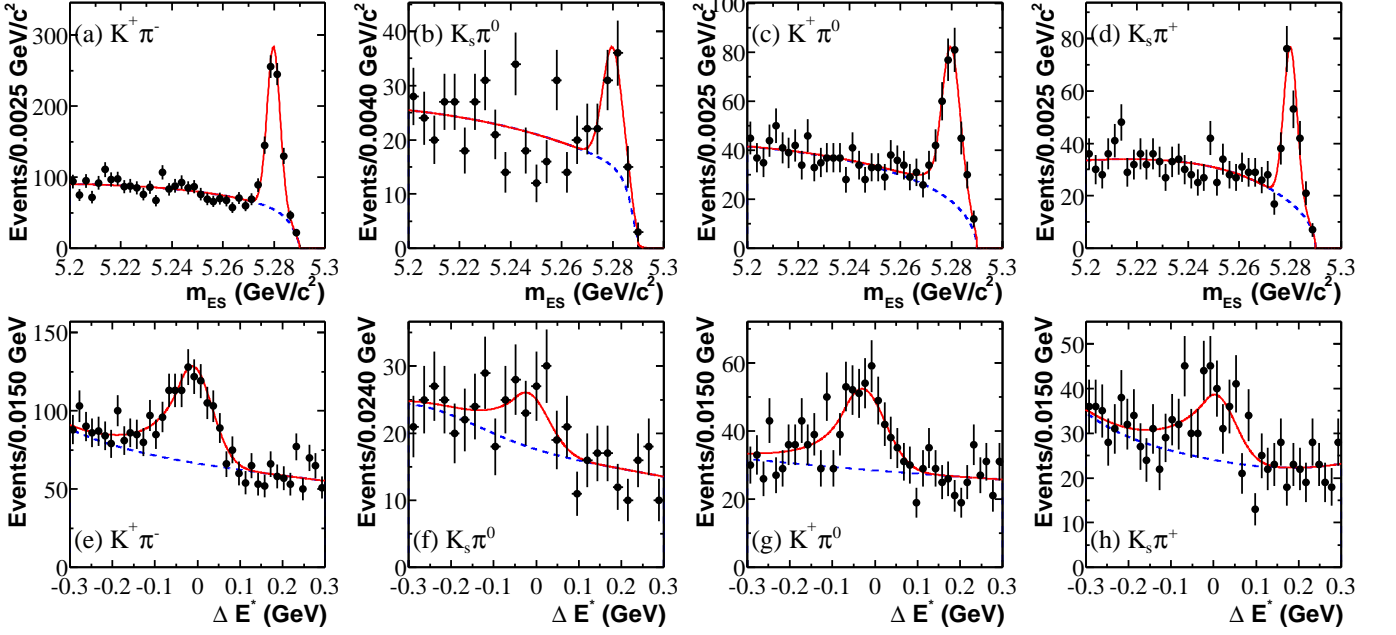 (a) K⁺π⁻
Events/0.0025 GeV/c²
300
200
100
0
5.2 5.22 5.24 5.26 5.28 5.3
m_ES (GeV/c²)
(b) Kₛπ⁰
Events/0.0040 GeV/c²
40
20
0
5.2 5.22 5.24 5.26 5.28 5.3
m_ES (GeV/c²)
(c) K⁺π⁰
Events/0.0025 GeV/c²
100
80
60
40
20
0
5.2 5.22 5.24 5.26 5.28 5.3
m_ES (GeV/c²)
(d) Kₛπ⁺
Events/0.0025 GeV/c²
80
60
40
20
0
5.2 5.22 5.24 5.26 5.28 5.3
m_ES (GeV/c²)
(e) K⁺π⁻
Events/0.0150 GeV
150
100
50
0
-0.3 -0.2 -0.1 0 0.1 0.2 0.3
Δ E* (GeV)
(f) Kₛπ⁰
Events/0.0240 GeV
30
20
10
0
-0.3 -0.2 -0.1 0 0.1 0.2 0.3
Δ E* (GeV)
(g) K⁺π⁰
Events/0.0150 GeV
60
40
20
0
-0.3 -0.2 -0.1 0 0.1 0.2 0.3
Δ E* (GeV)
(h) Kₛπ⁺
Events/0.0150 GeV
50
40
30
20
10
0
-0.3 -0.2 -0.1 0 0.1 0.2 0.3
Δ E* (GeV)